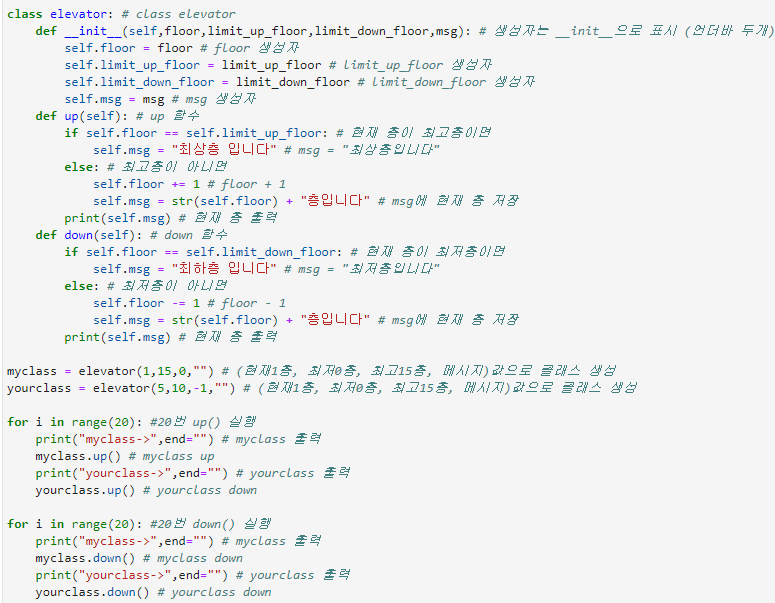 class elevator: # class elevator
    def __init__(self,floor,limit_up_floor,limit_down_floor,msg): # 생성자는 __init__으로 표시 (언더바 두개)
        self.floor = floor # floor 생성자
        self.limit_up_floor = limit_up_floor # limit_up_floor 생성자
        self.limit_down_floor = limit_down_floor # limit_down_floor 생성자
        self.msg = msg # msg 생성자
    def up(self): # up 함수
        if self.floor == self.limit_up_floor: # 현재 층이 최고층이면
            self.msg = "최상층 입니다" # msg = "최상층입니다"
        else: # 최고층이 아니면
            self.floor += 1 # floor + 1
            self.msg = str(self.floor) + "층입니다" # msg에 현재 층 저장
        print(self.msg) # 현재 층 출력
    def down(self): # down 함수
        if self.floor == self.limit_down_floor: # 현재 층이 최저층이면
            self.msg = "최하층 입니다" # msg = "최저층입니다"
        else: # 최저층이 아니면
            self.floor -= 1 # floor - 1
            self.msg = str(self.floor) + "층입니다" # msg에 현재 층 저장
        print(self.msg) # 현재 층 출력

myclass = elevator(1,15,0,"") # (현재1층, 최저0층, 최고15층, 메시지)값으로 클래스 생성
yourclass = elevator(5,10,-1,"") # (현재1층, 최저0층, 최고15층, 메시지)값으로 클래스 생성

for i in range(20): #20번 up() 실행
    print("myclass->",end="") # myclass 출력
    myclass.up() # myclass up
    print("yourclass->",end="") # yourclass 출력
    yourclass.up() # yourclass down

for i in range(20): #20번 down() 실행
    print("myclass->",end="") # myclass 출력
    myclass.down() # myclass down
    print("yourclass->",end="") # yourclass 출력
    yourclass.down() # yourclass down